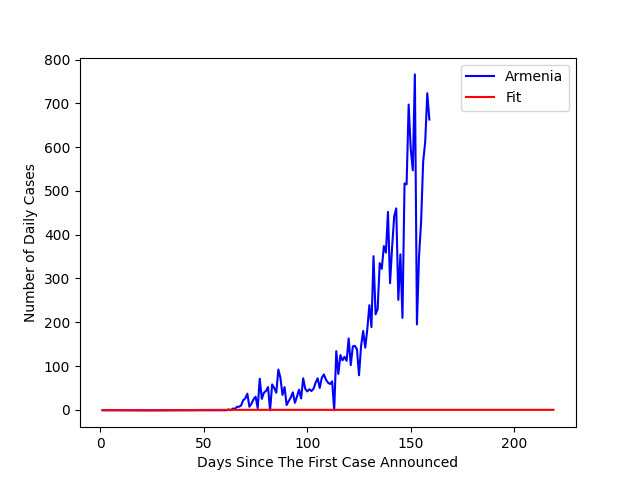 800
700
600
500
400
300
200
100
0
Number of Daily Cases
0 50 100 150 200
Days Since The First Case Announced
Armenia
Fit